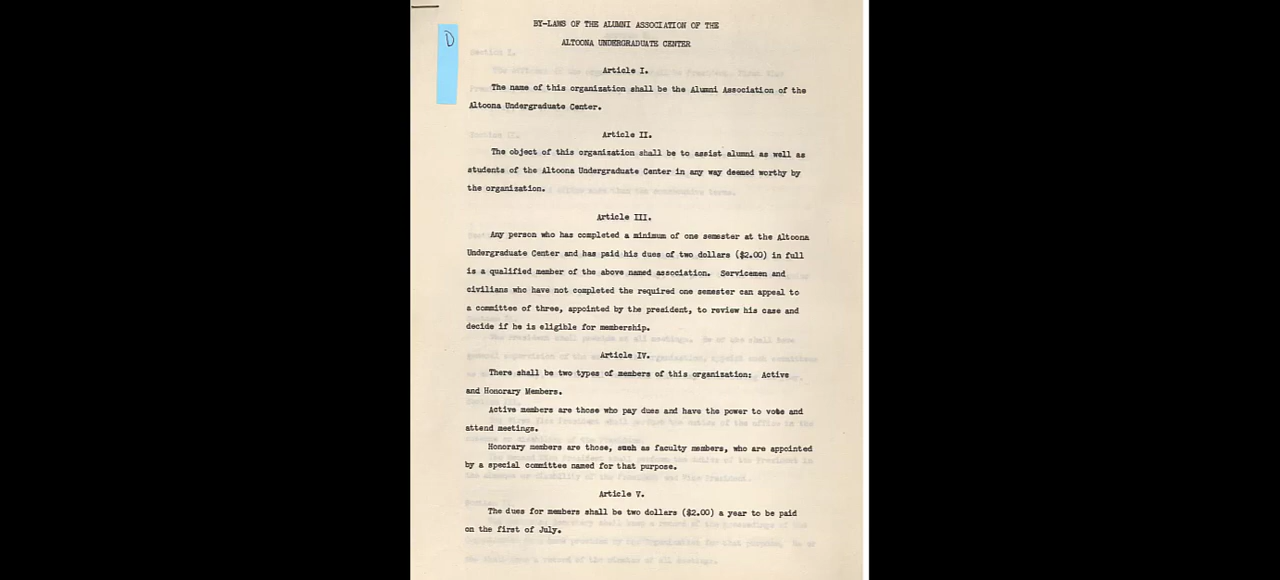 D
BY-LAWS OF THE ALUMNI ASSOCIATION OF THE
ALTOONA UNDERGRADUATE CENTER
Article I.
The name of this organization shall be the Alumni Association of the
Altoona Undergraduate Center.
Article II.
The object of this organization shall be to assist alumni as well as
students of the Altoona Undergraduate Center in any way deemed worthy by
the organization.
Article III.
Any person who has completed a minimum of one semester at the Altoona
Undergraduate Center and has paid his dues of two dollars ($2.00) in full
is a qualified member of the above named association. Servicemen and
civilians who have not completed the required one semester can appeal to
a committee of three, appointed by the president, to review his case and
decide if he is eligible for membership.
Article IV.
There shall be two types of members of this organization: Active
and Honorary Members.
Active members are those who pay dues and have the power to vote and
attend meetings.
Honorary members are those, such as faculty members, who are appointed
by a special committee named for that purpose.
Article V.
The dues for members shall be two dollars ($2.00) a year to be paid
on the first of July.